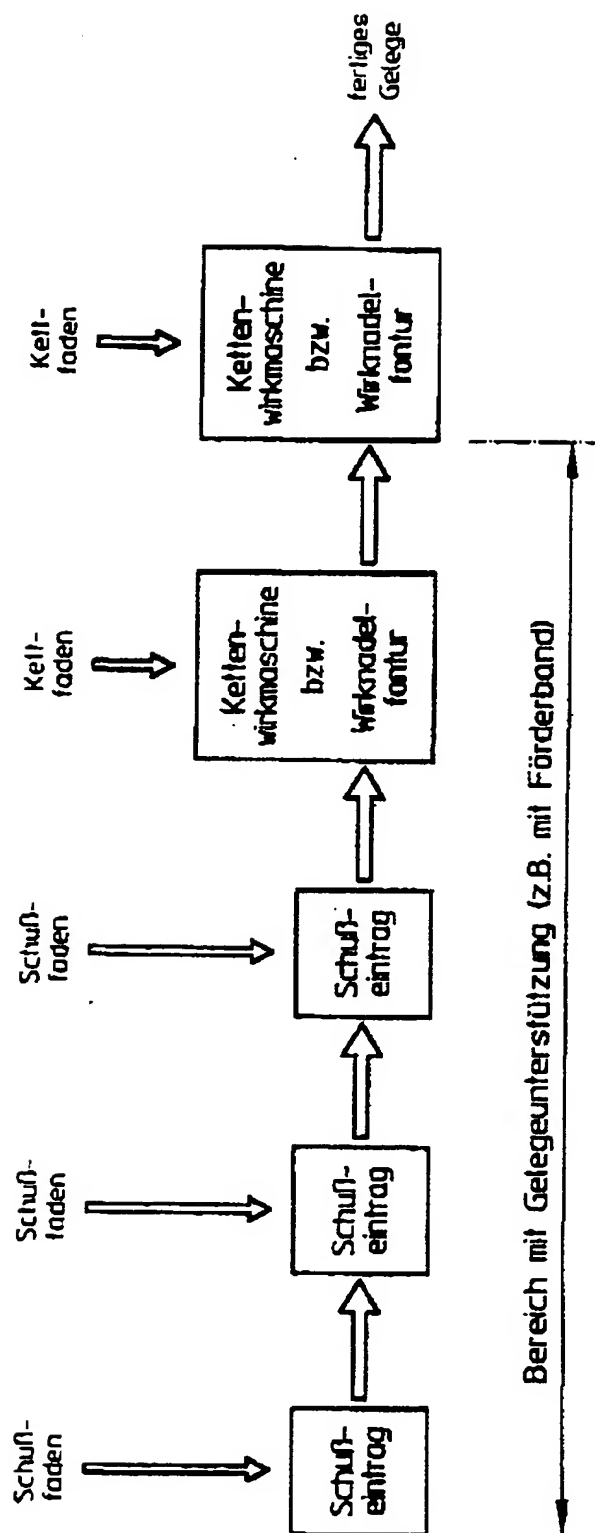 Schuß-
faden
Schuß-
faden
Schuß-
faden
Kett-
faden
Kett-
faden
Schuß-
eintrag
Schuß-
eintrag
Schuß-
eintrag
Ketten-
wirkmaschine
bzw.
Wirknadel-
fontur
Ketten-
wirkmaschine
bzw.
Wirknadel-
fontur
fertiges
Gelege
Bereich mit Gelegeunterstützung (z.B. mit Förderband)